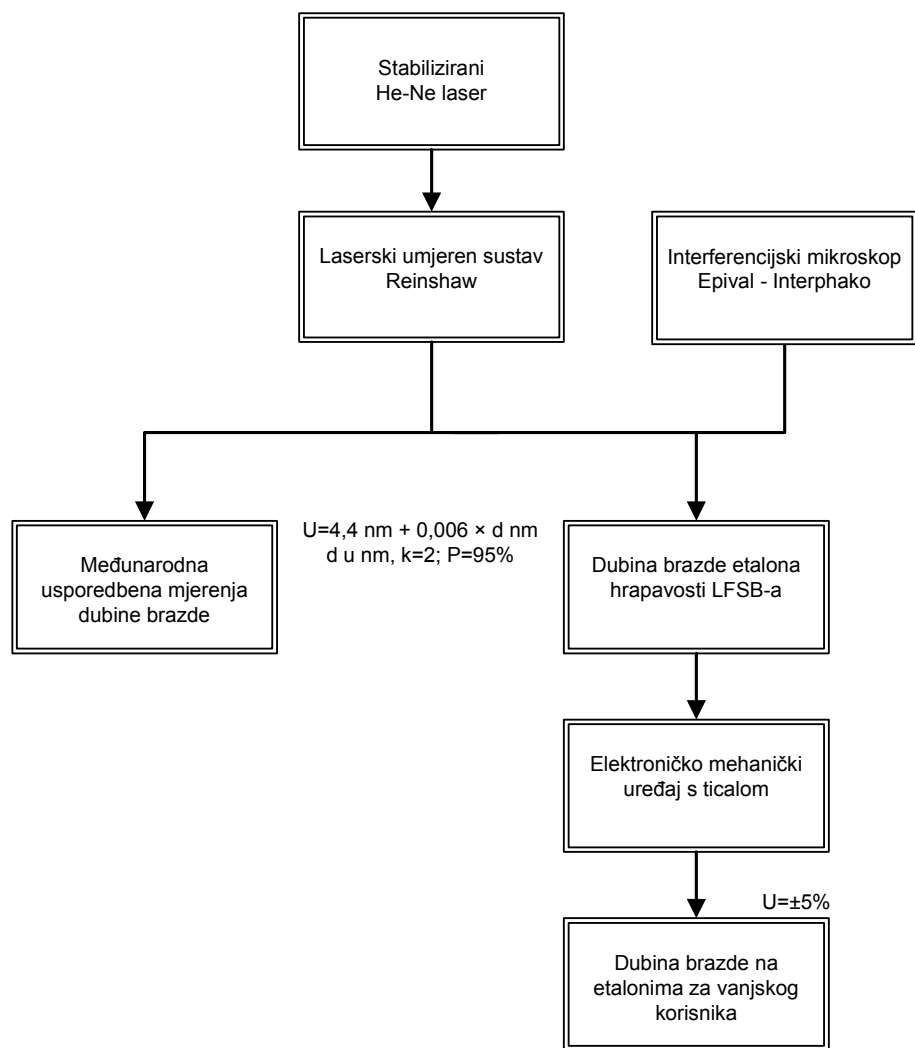 Stabilizirani
He-Ne laser
Laserski umjeren sustav
Reinshaw
Interferencijski mikroskop
Epival - Interphako
Međunarodna
usporedbena mjerenja
dubine brazde
U=4,4 nm + 0,006 × d nm
d u nm, k=2; P=95%
Dubina brazde etalona
hrapavosti LFSB-a
Elektroničko mehanički
uređaj s ticalom
U=±5%
Dubina brazde na
etalonima za vanjskog
korisnika